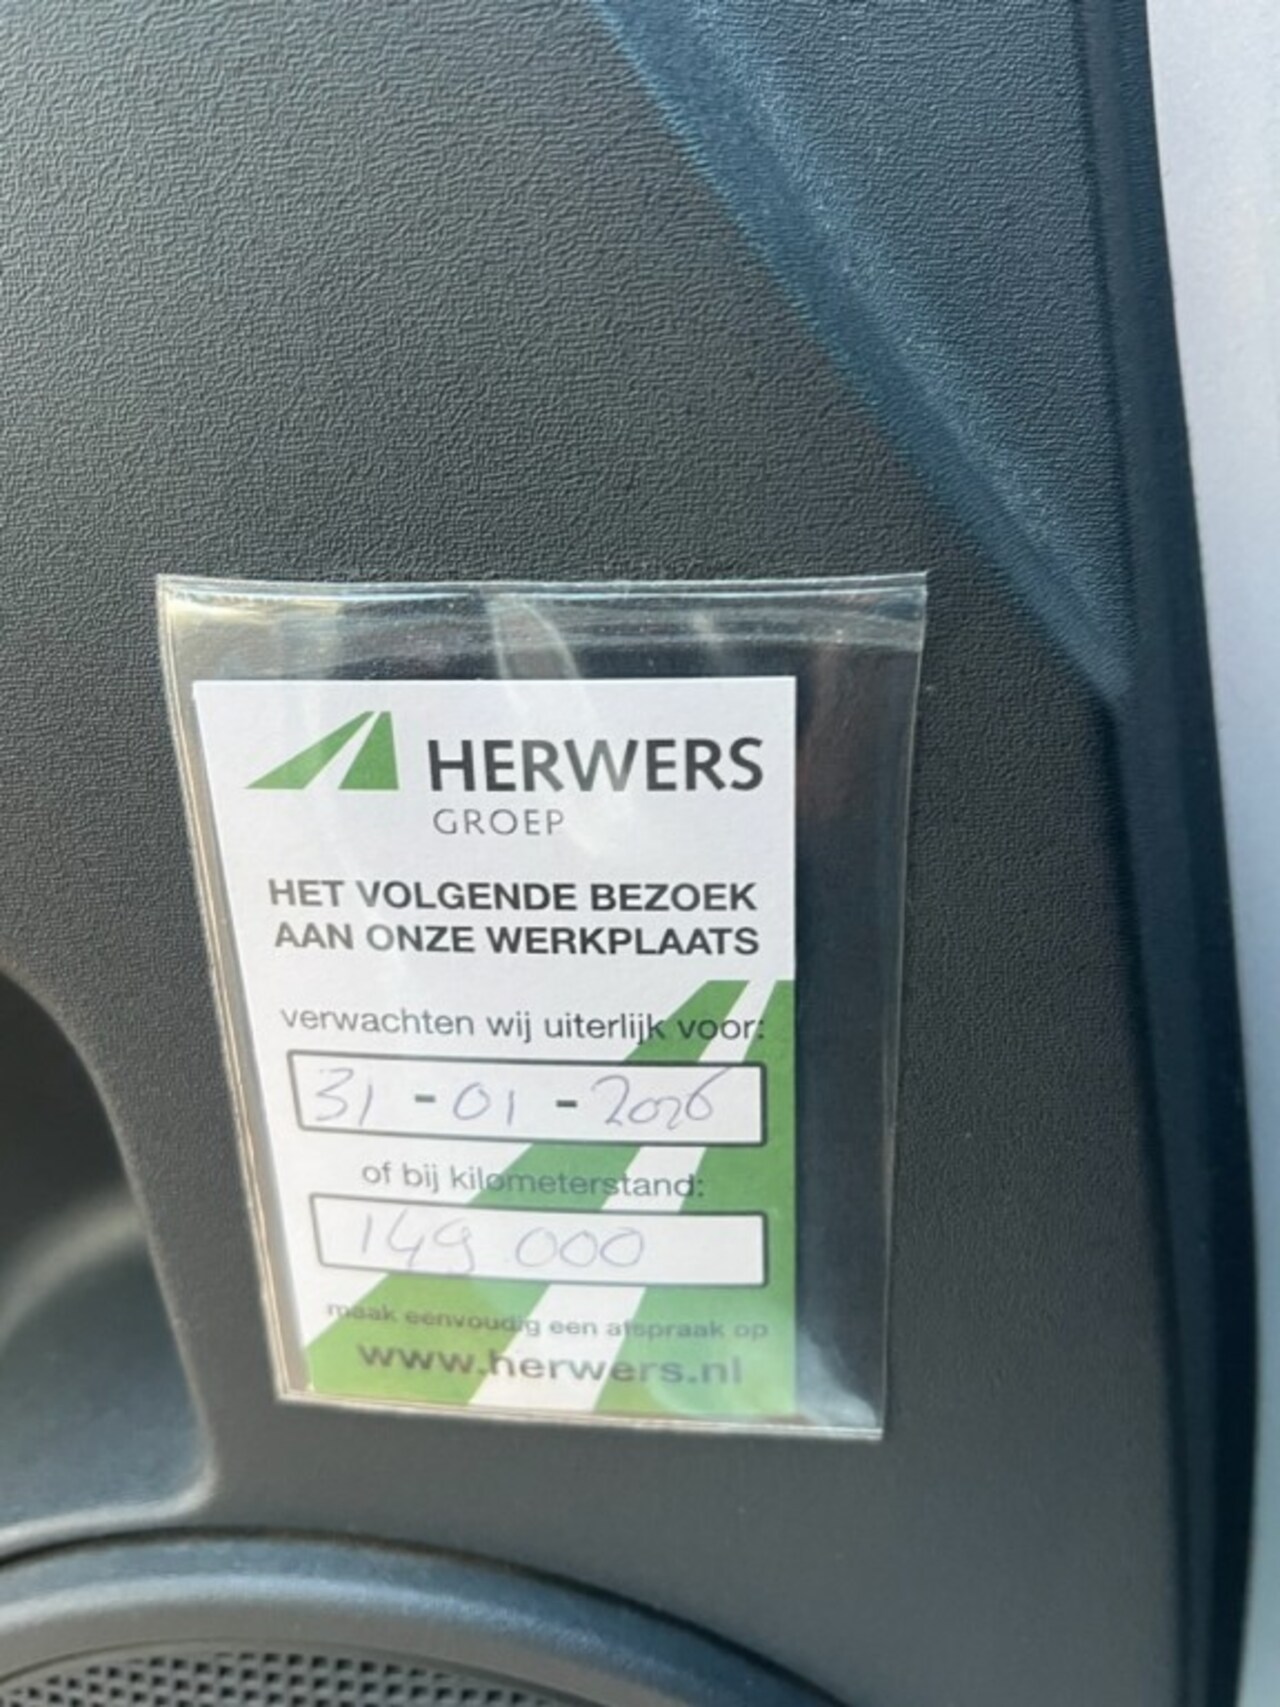 HERWERS
GROEP
HET VOLGENDE BEZOEK
AAN ONZE WERKPLAATS
verwachten wij uiterlijk voor:
31 - 01 - 2026
of bij kilometerstand:
149.000
maak eenvoudig een afspraak op
www.herwers.nl